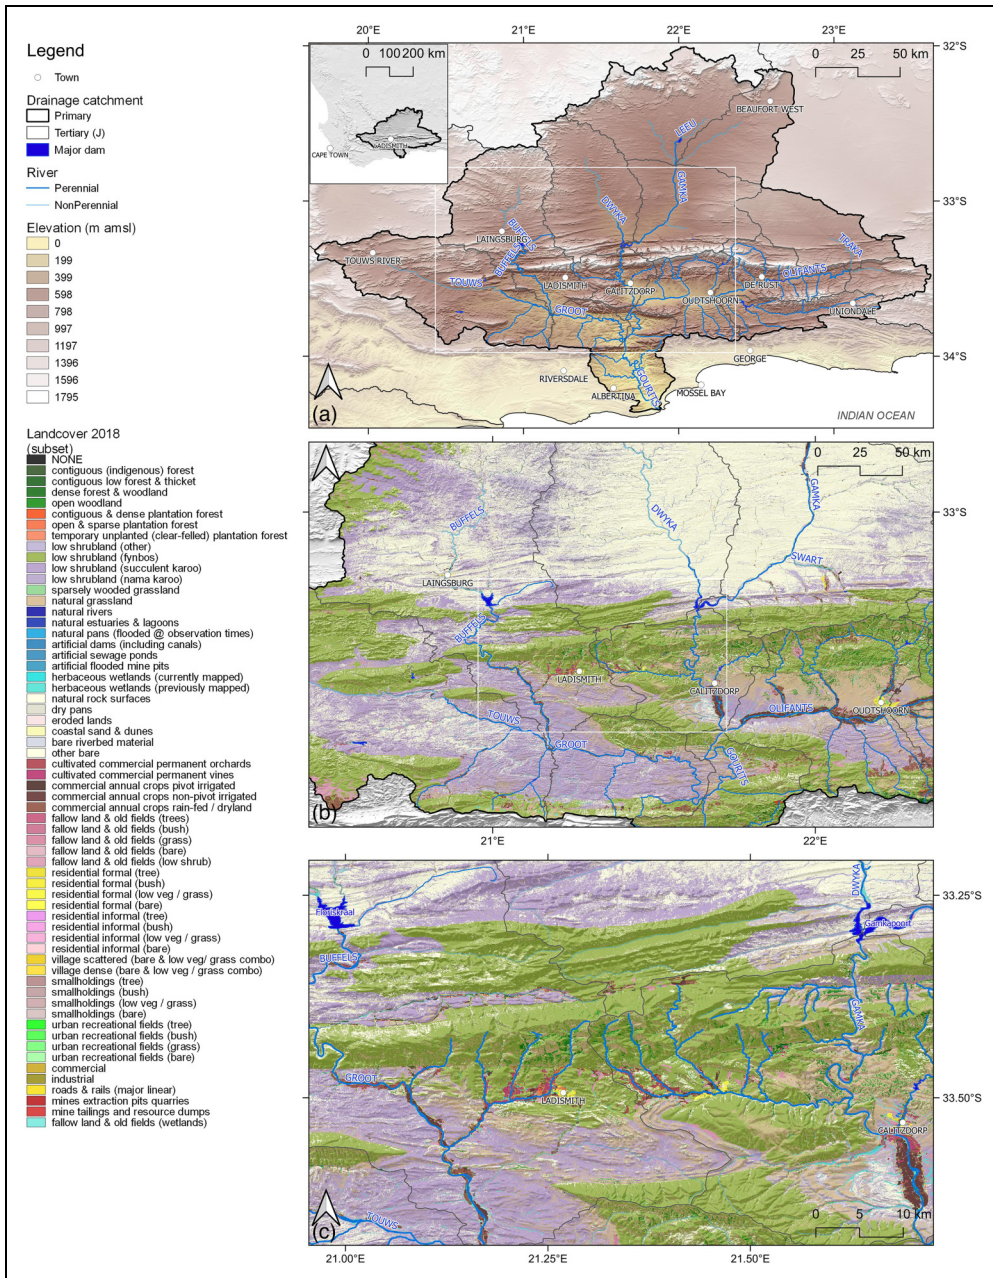 Legend
Town
Drainage catchment
Primary
Tertiary (J)
Major dam
River
Perennial
NonPerennial
Elevation (m amsl)
0
199
399
598
798
997
1197
1396
1596
1795
Landcover 2018
(subset)
NONE
contiguous (indigenous) forest
contiguous low forest & thicket
dense forest & woodland
open woodland
contiguous & dense plantation forest
open & sparse plantation forest
temporary unplanted (clear-felled) plantation forest
low shrubland (other)
low shrubland (fynbos)
low shrubland (succulent karoo)
low shrubland (nama karoo)
sparsely wooded grassland
natural grassland
natural rivers
natural estuaries & lagoons
natural pans (flooded @ observation times)
artificial dams (including canals)
artificial sewage ponds
artificial flooded mine pits
herbaceous wetlands (currently mapped)
herbaceous wetlands (previously mapped)
natural rock surfaces
dry pans
eroded lands
coastal sand & dunes
bare riverbed material
other bare
cultivated commercial permanent orchards
cultivated commercial permanent vines
commercial annual crops pivot irrigated
commercial annual crops non-pivot irrigated
commercial annual crops rain-fed / dryland
fallow land & old fields (trees)
fallow land & old fields (bush)
fallow land & old fields (grass)
fallow land & old fields (bare)
fallow land & old fields (low shrub)
residential formal (tree)
residential formal (bush)
residential formal (low veg / grass)
residential formal (bare)
residential informal (tree)
residential informal (bush)
residential informal (low veg / grass)
residential informal (bare)
village scattered (bare & low veg/ grass combo)
village dense (bare & low veg / grass combo)
smallholdings (tree)
smallholdings (bush)
smallholdings (low veg / grass)
smallholdings (bare)
urban recreational fields (tree)
urban recreational fields (bush)
urban recreational fields (grass)
urban recreational fields (bare)
commercial
industrial
roads & rails (major linear)
mines extraction pits quarries
mine tailings and resource dumps
fallow land & old fields (wetlands)
20°E 21°E 22°E 23°E
0 100 200 km
CAPE TOWN
LADISMITH
0 25 50 km
32°S
BEAUFORT WEST
LEEU
GAMKA
33°S
DWYKA
BUFFELS
LAINGSBURG
BUFFELS
TRAKA
TOUWS RIVER
TOUWS
LADISMITH
CALITZDORP
OUDTSHOORN
DE RUST
OLIFANTS
UNIONDALE
GROOT
34°S
GEORGE
RIVERSDALE
ALBERTINA
GOURITS
MOSSEL BAY
INDIAN OCEAN
(a)
0 25 50 km
GAMKA
33°S
BUFFELS
DWYKA
SWART
LAINGSBURG
BUFFELS
LADISMITH
CALITZDORP
OLIFANTS
OUDTSHOORN
TOUWS
GROOT
GOURITS
(b)
21°E 22°E
DWYKA
33.25°S
Floriskraal
Gamkapoort
BUFFELS
GAMKA
GROOT
LADISMITH
33.50°S
CALITZDORP
TOUWS
0 5 10 km
(c)
21.00°E 21.25°E 21.50°E